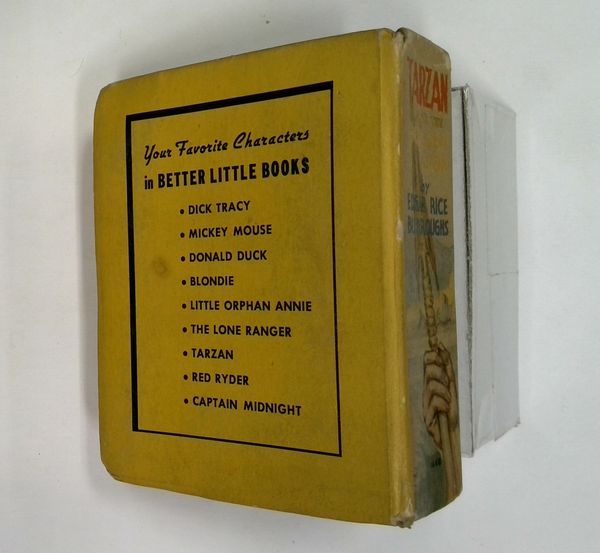 Your Favorite Characters
in BETTER LITTLE BOOKS
• DICK TRACY
• MICKEY MOUSE
• DONALD DUCK
• BLONDIE
• LITTLE ORPHAN ANNIE
• THE LONE RANGER
• TARZAN
• RED RYDER
• CAPTAIN MIDNIGHT
TARZAN
BY
EDGAR RICE
BURROUGHS